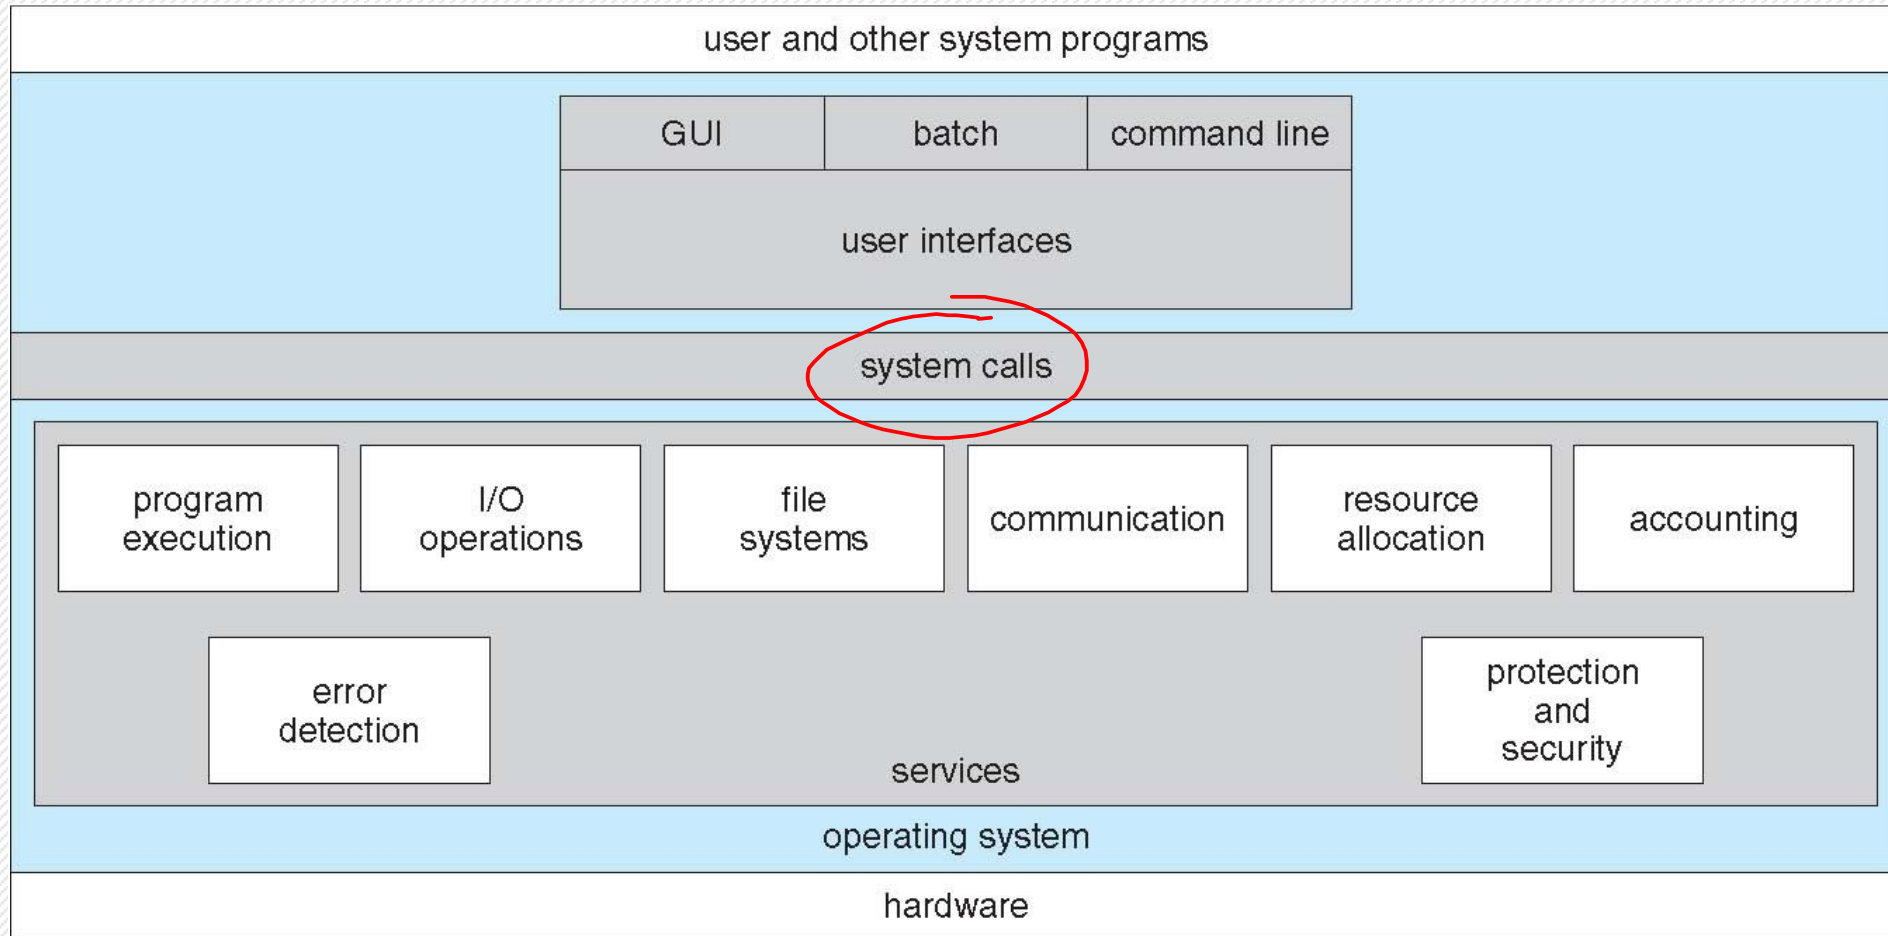 user and other system programs
GUI
batch
command line
user interfaces
system calls
program
execution
I/O
operations
file
systems
communication
resource
allocation
accounting
error
detection
protection
and
security
services
operating system
hardware